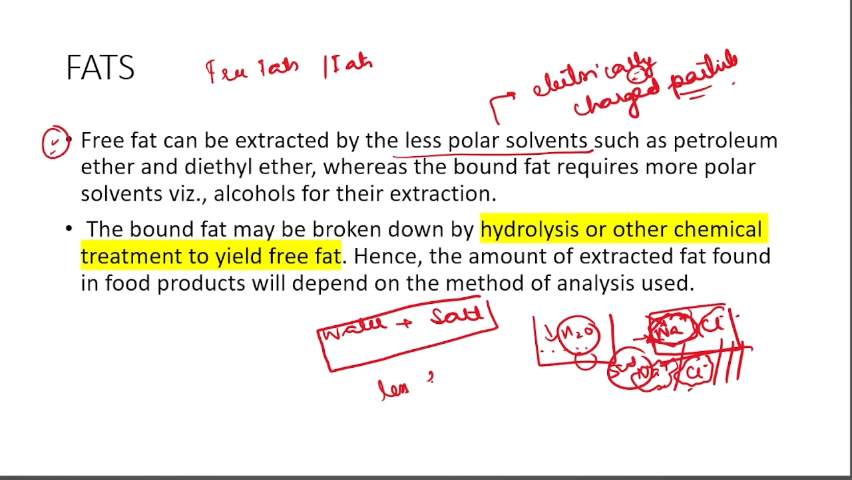 FATS
Free Fats | Fats
electrically
charged particle
• Free fat can be extracted by the less polar solvents such as petroleum
ether and diethyl ether, whereas the bound fat requires more polar
solvents viz., alcohols for their extraction.
• The bound fat may be broken down by hydrolysis or other chemical
treatment to yield free fat. Hence, the amount of extracted fat found
in food products will depend on the method of analysis used.
Water + Salt
H2O
Na+ Cl-
Na+ Cl-
less